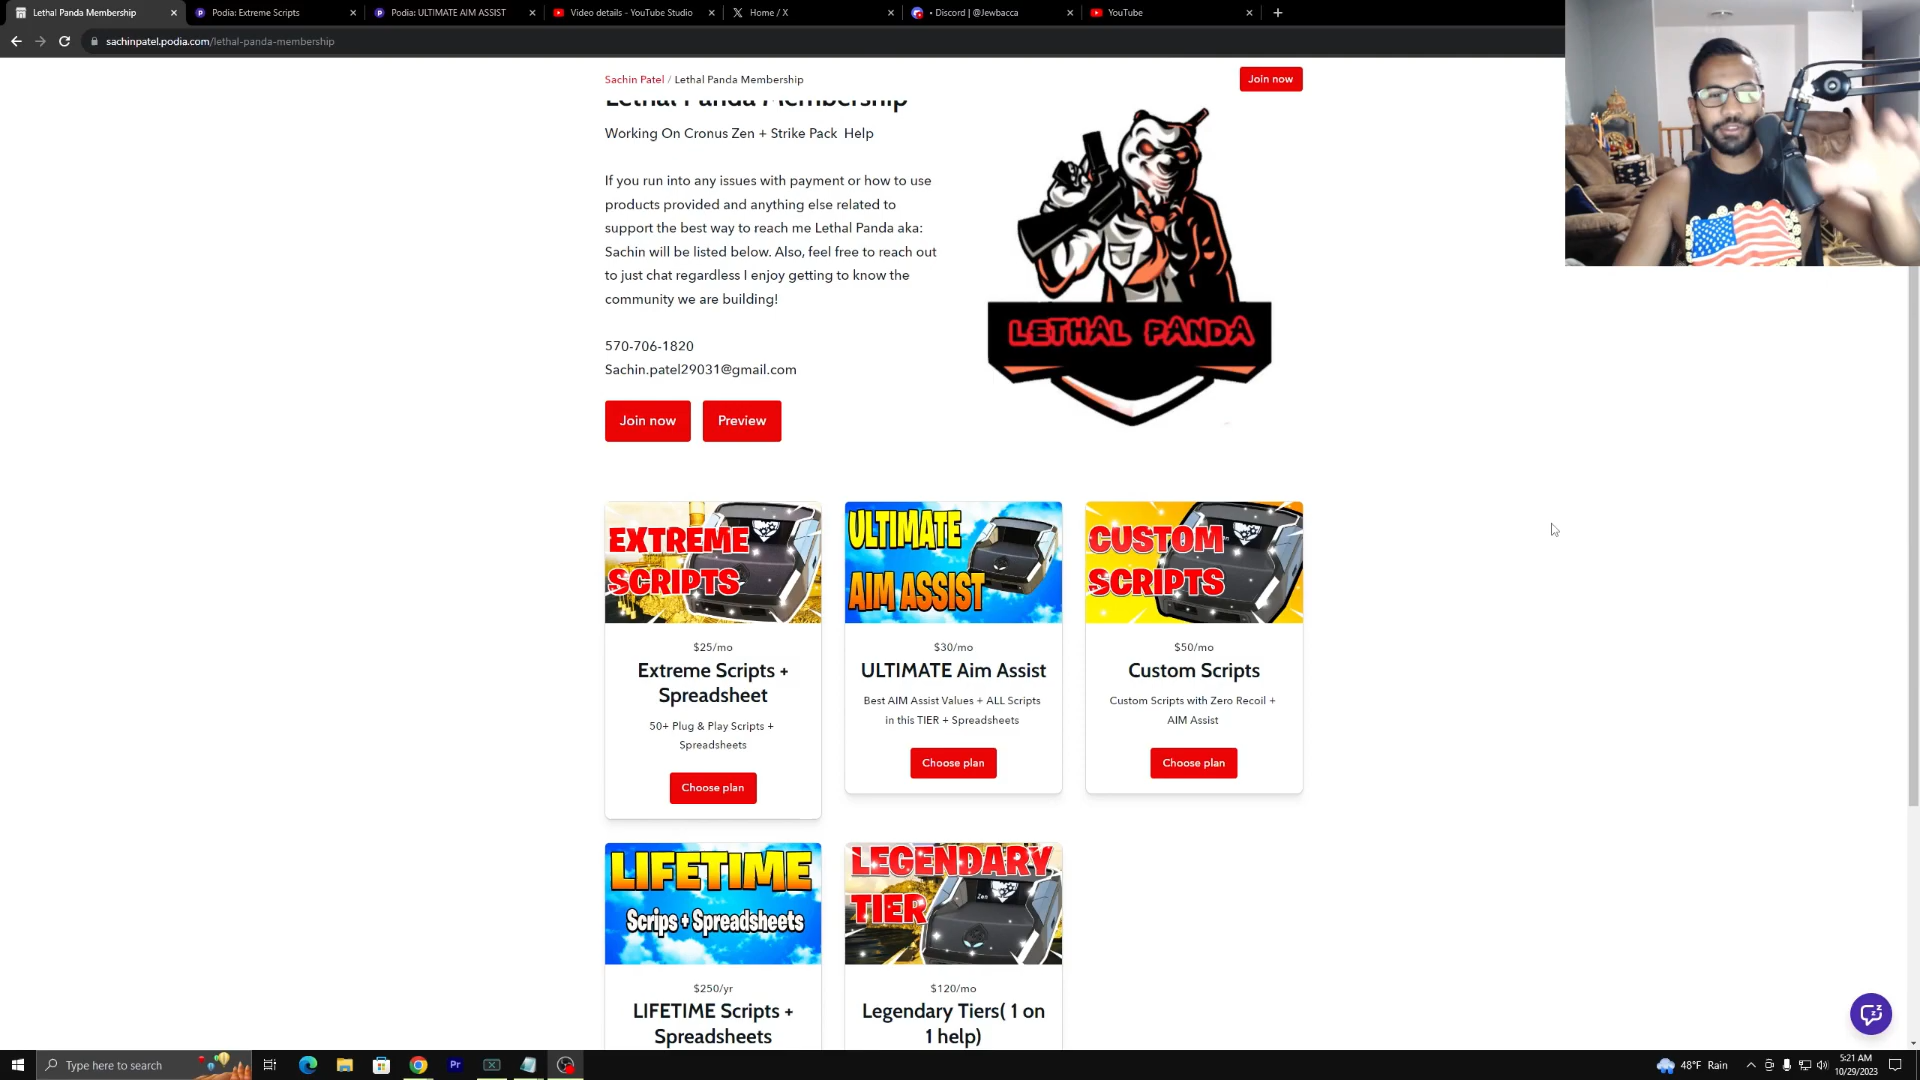 Lethal Panda Membership
Podia: Extreme Scripts
Podia: ULTIMATE AIM ASSIST
Video details - YouTube Studio
Home / X
• Discord | @Jewbacca
YouTube
sachinpatel.podia.com/lethal-panda-membership
Sachin Patel / Lethal Panda Membership
Join now
Lethal Panda Membership
Working On Cronus Zen + Strike Pack Help
If you run into any issues with payment or how to use
products provided and anything else related to
support the best way to reach me Lethal Panda aka:
Sachin will be listed below. Also, feel free to reach out
to just chat regardless I enjoy getting to know the
community we are building!
570-706-1820
Sachin.patel29031@gmail.com
Join now
Preview
LETHAL PANDA
EXTREME
SCRIPTS
$25/mo
Extreme Scripts +
Spreadsheet
50+ Plug & Play Scripts +
Spreadsheets
Choose plan
ULTIMATE
AIM ASSIST
$30/mo
ULTIMATE Aim Assist
Best AIM Assist Values + ALL Scripts
in this TIER + Spreadsheets
Choose plan
CUSTOM
SCRIPTS
$50/mo
Custom Scripts
Custom Scripts with Zero Recoil +
AIM Assist
Choose plan
LIFETIME
Scrips + Spreadsheets
$250/yr
LIFETIME Scripts +
Spreadsheets
LEGENDARY
TIER
Zen
$120/mo
Legendary Tiers( 1 on
1 help)
Type here to search
Pr
48°F Rain
5:21 AM
10/29/2023